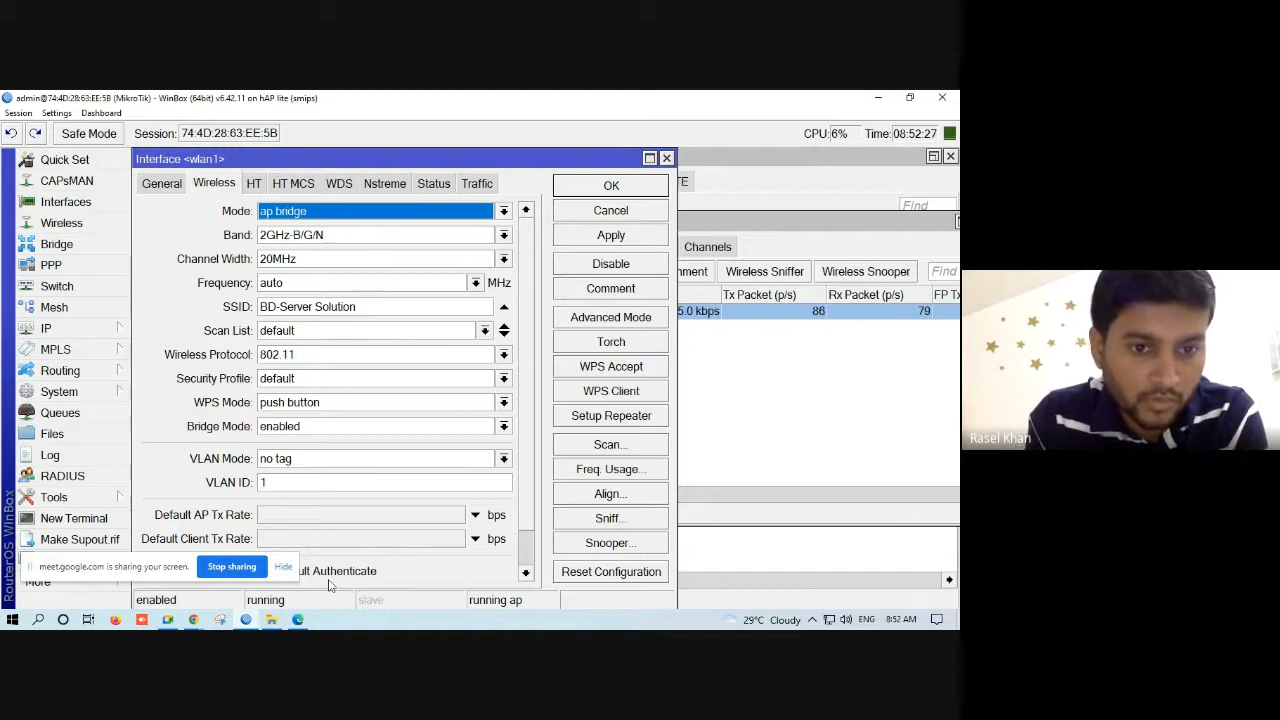 admin@74:4D:28:63:EE:5B (MikroTik) - WinBox (64bit) v6.42.11 on hAP lite (smips)
Session Settings Dashboard
Safe Mode Session: 74:4D:28:63:EE:5B CPU: 6% Time: 08:52:27
Quick Set
CAPsMAN
Interfaces
Wireless
Bridge
PPP
Switch
Mesh
IP
MPLS
Routing
System
Queues
Files
Log
RADIUS
Tools
New Terminal
Make Supout.rif
More
RouterOS WinBox
Interface <wlan1>
General Wireless HT HT MCS WDS Nstreme Status Traffic
Mode: ap bridge
Band: 2GHz-B/G/N
Channel Width: 20MHz
Frequency: auto MHz
SSID: BD-Server Solution
Scan List: default
Wireless Protocol: 802.11
Security Profile: default
WPS Mode: push button
Bridge Mode: enabled
VLAN Mode: no tag
VLAN ID: 1
Default AP Tx Rate: bps
Default Client Tx Rate: bps
ult Authenticate
enabled running slave running ap
OK
Cancel
Apply
Disable
Comment
Advanced Mode
Torch
WPS Accept
WPS Client
Setup Repeater
Scan...
Freq. Usage...
Align...
Sniff...
Snooper...
Reset Configuration
TE
Find
Channels
nment Wireless Sniffer Wireless Snooper Find
Tx Packet (p/s) Rx Packet (p/s) FP Tx
5.0 kbps 86 79
meet.google.com is sharing your screen. Stop sharing Hide
29°C Cloudy ENG 8:52 AM
Rasel Khan